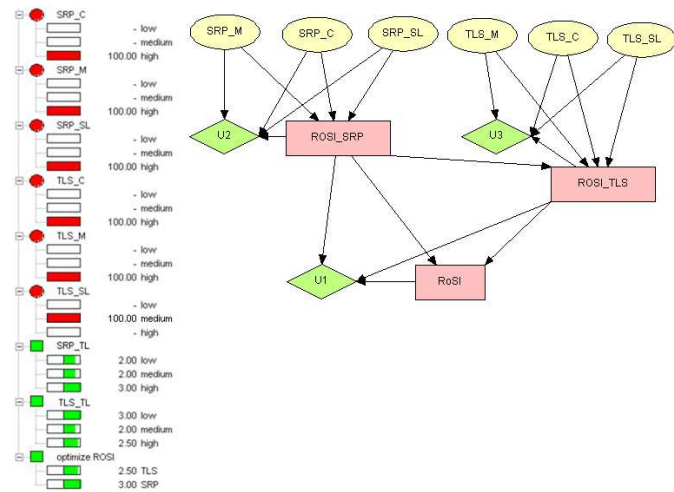 SRP_C
- low
- medium
100.00 high
SRP_M
- low
- medium
100.00 high
SRP_SL
- low
- medium
100.00 high
TLS_C
- low
- medium
100.00 high
TLS_M
- low
- medium
100.00 high
TLS_SL
- low
100.00 medium
- high
SRP_TL
2.00 low
2.00 medium
3.00 high
TLS_TL
3.00 low
2.00 medium
2.50 high
optimize ROSI
2.50 TLS
3.00 SRP
SRP_M
SRP_C
SRP_SL
TLS_M
TLS_C
TLS_SL
U2
ROSI_SRP
U3
ROSI_TLS
U1
RoSI